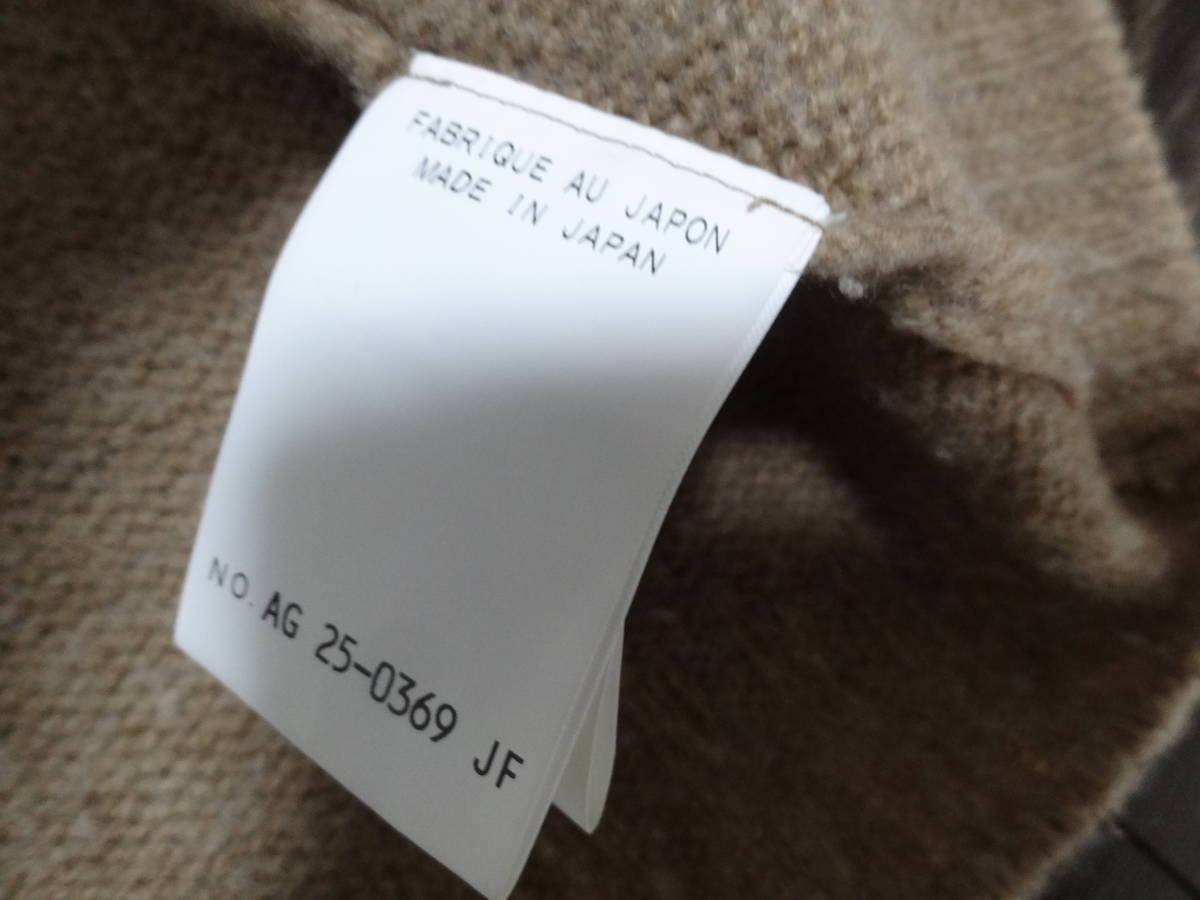 FABRIQUE AU JAPON
MADE IN JAPAN
NO. AG 25-0369 JF